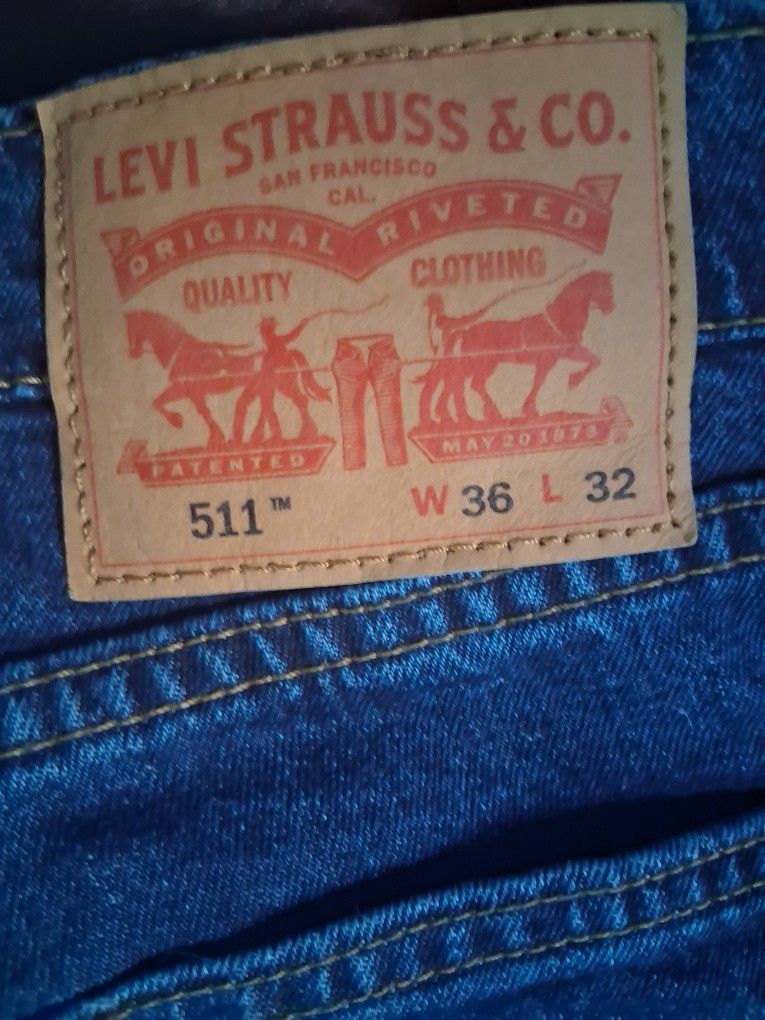 LEVI STRAUSS & CO.
SAN FRANCISCO
CAL.
ORIGINAL RIVETED
QUALITY CLOTHING
PATENTED MAY 20 1873
511™ W 36 L 32